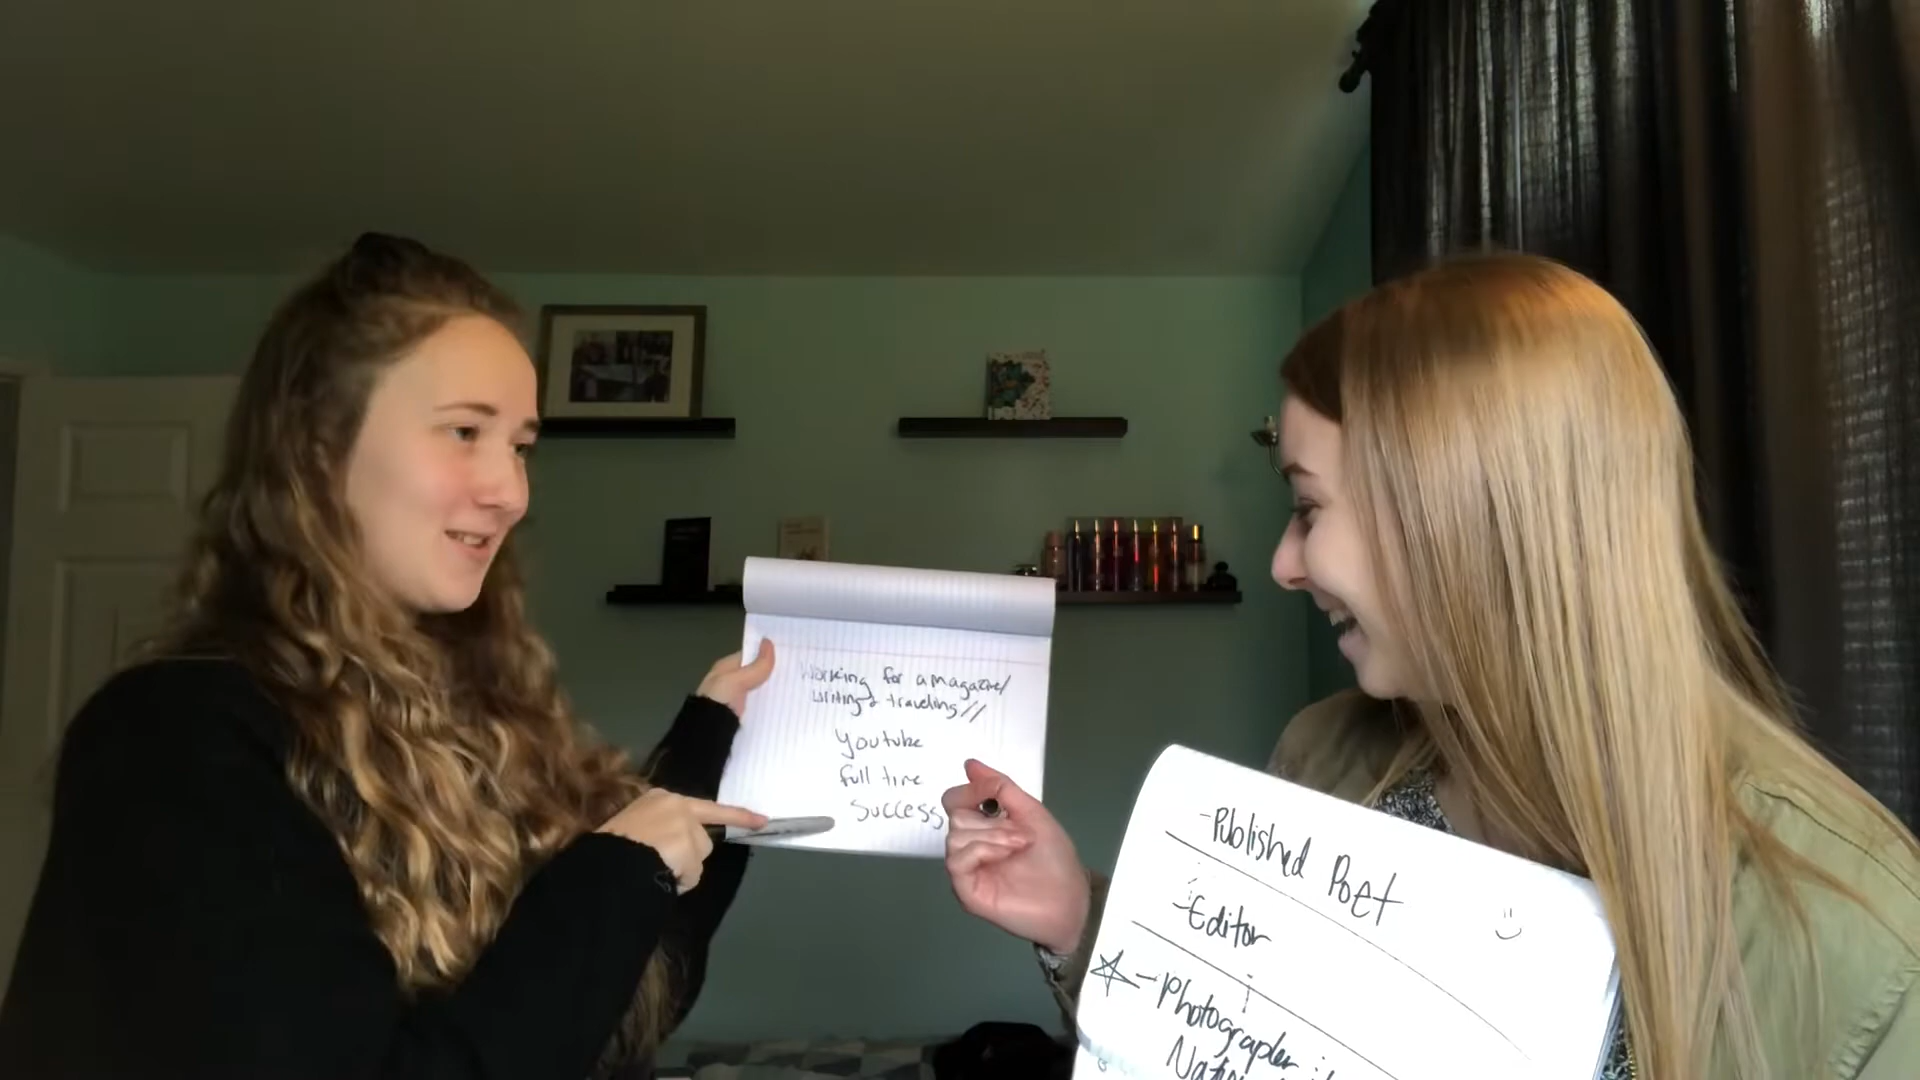 Working for a magazine/
writing & traveling//
Youtube
full time
Success
-Published Poet
-Editor
-Photographer